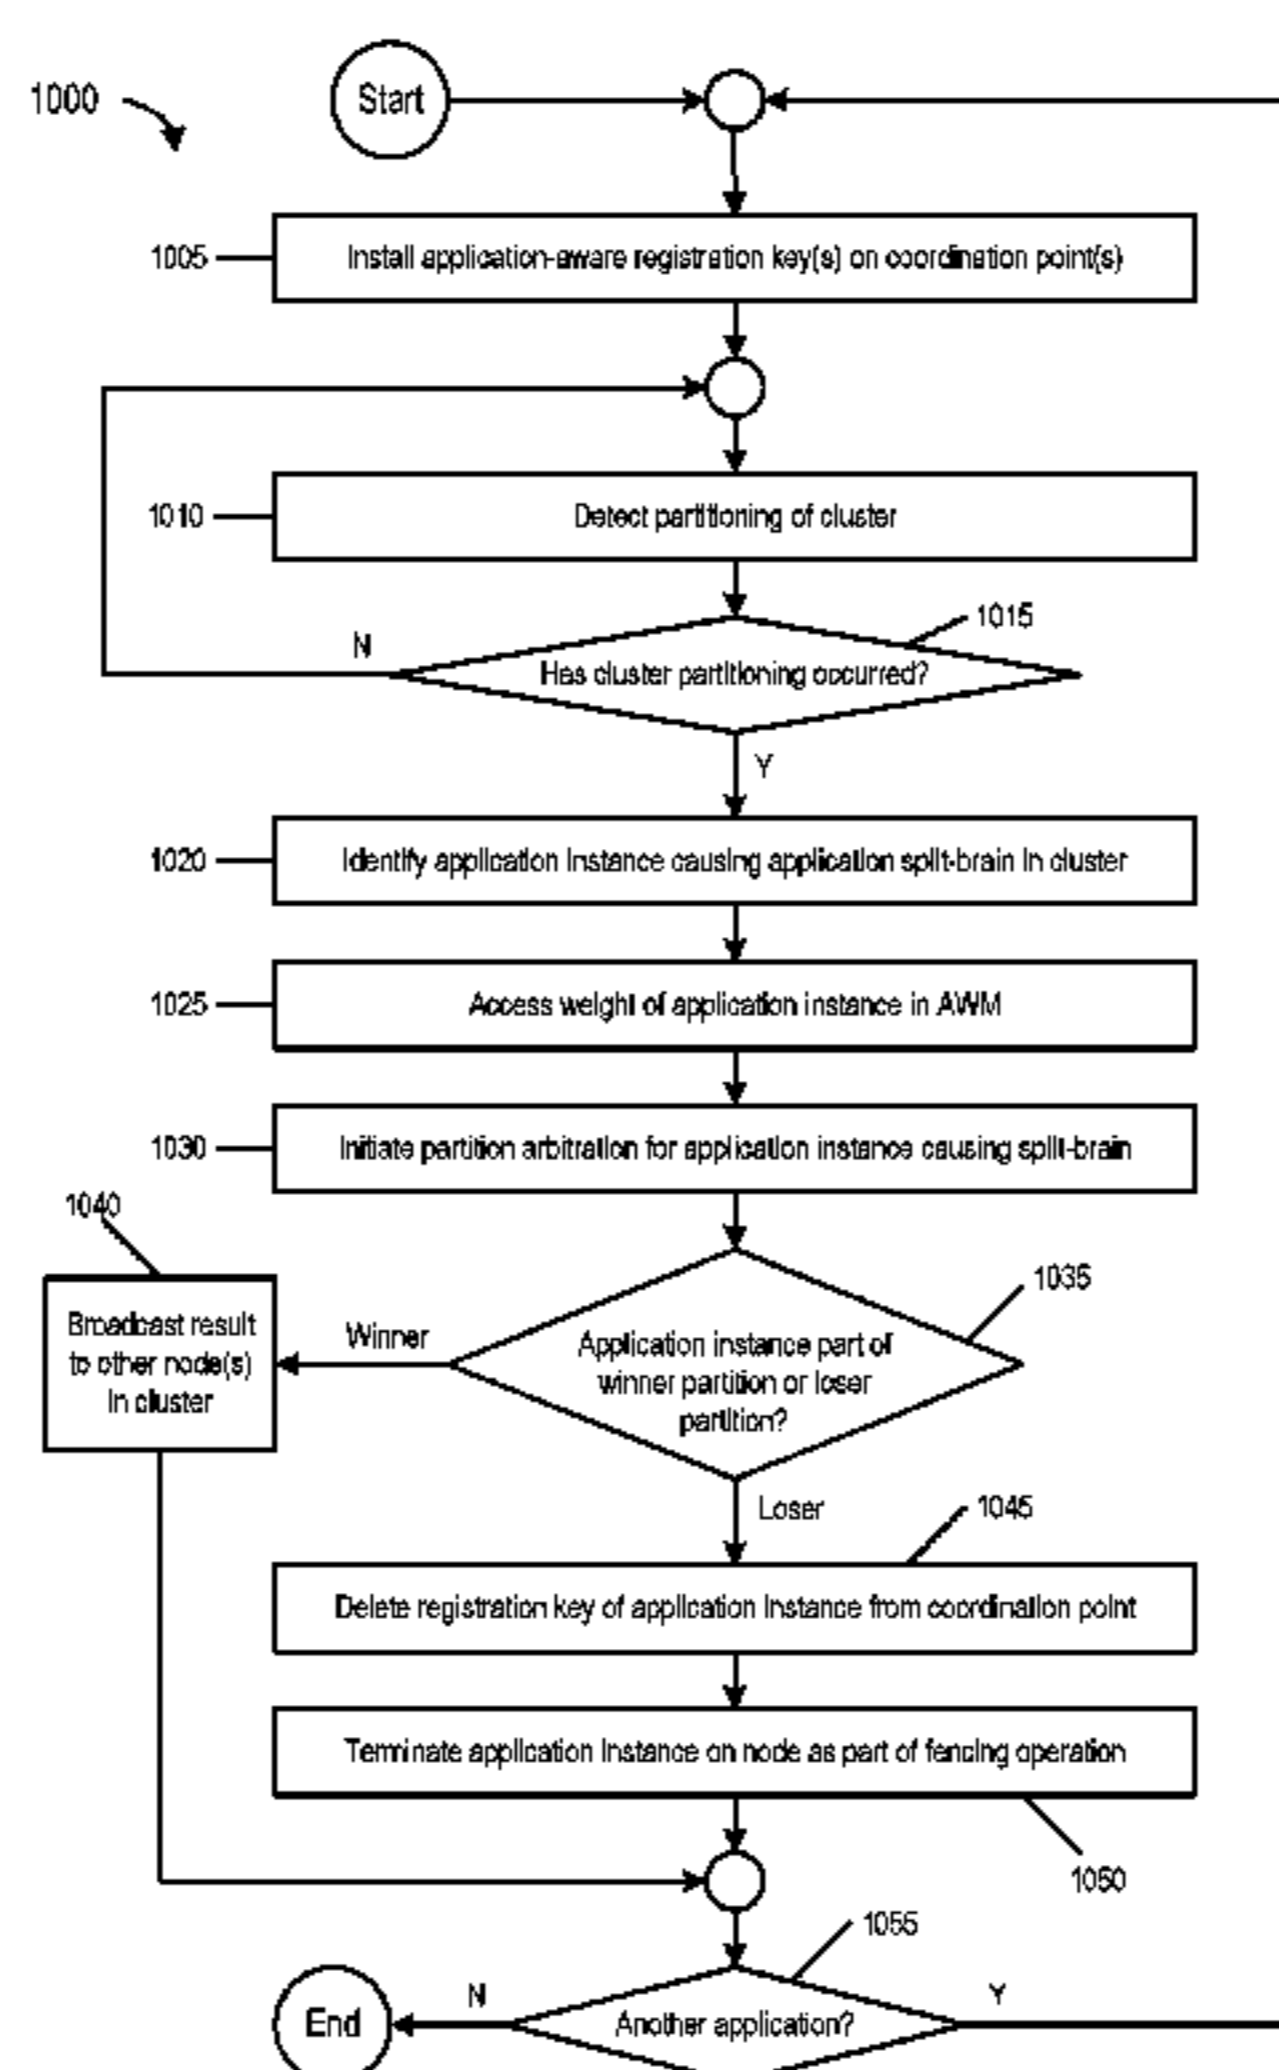 1000
Start
1005
Install application-aware registration key(s) on coordination point(s)
1010
Detect partitioning of cluster
1015
N
Has cluster partitioning occurred?
Y
1020
Identify application instance causing application split-brain in cluster
1025
Access weight of application instance in AWM
1030
Initiate partition arbitration for application instance causing split-brain
1040
1035
Broadcast result
to other node(s)
in cluster
Winner
Application instance part of
winner partition or loser
partition?
Loser
1045
Delete registration key of application instance from coordination point
Terminate application instance on node as part of fencing operation
1050
1055
End
N
Another application?
Y